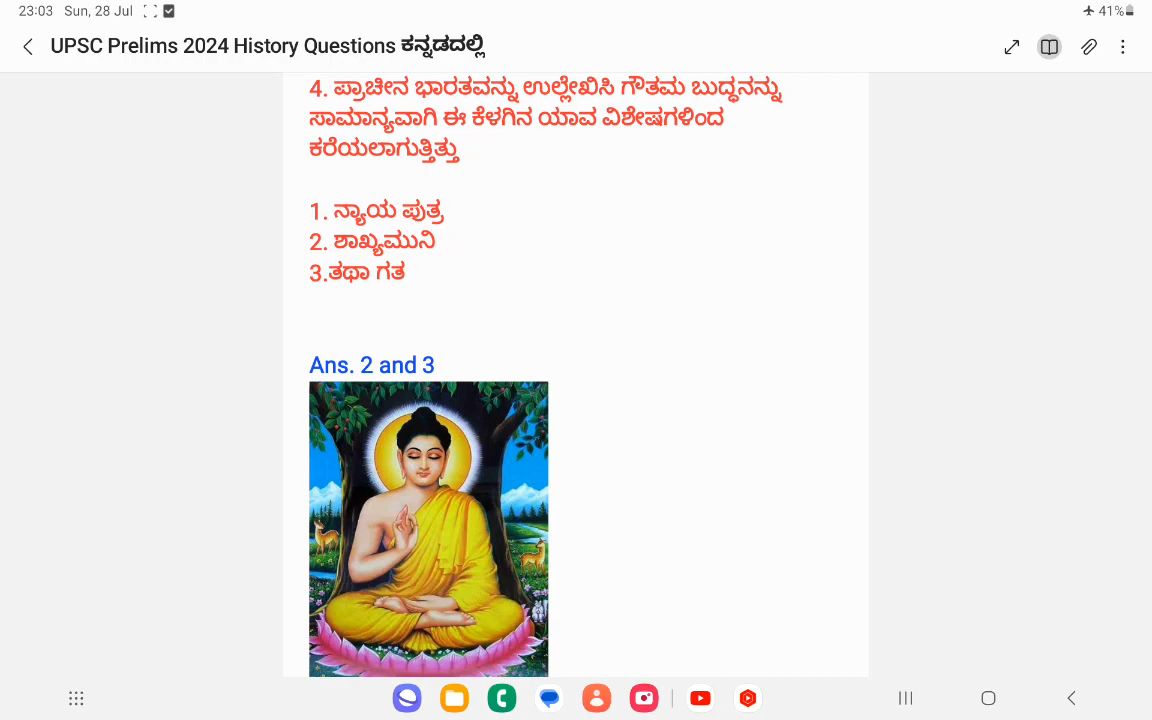 23:03 Sun, 28 Jul
41%
UPSC Prelims 2024 History Questions ಕನ್ನಡದಲ್ಲಿ
4. ಪ್ರಾಚೀನ ಭಾರತವನ್ನು ಉಲ್ಲೇಖಿಸಿ ಗೌತಮ ಬುದ್ಧನನ್ನು
ಸಾಮಾನ್ಯವಾಗಿ ಈ ಕೆಳಗಿನ ಯಾವ ವಿಶೇಷಗಳಿಂದ
ಕರೆಯಲಾಗುತ್ತಿತ್ತು
1. ನ್ಯಾಯ ಪುತ್ರ
2. ಶಾಖ್ಯಮುನಿ
3.ತಥಾ ಗತ
Ans. 2 and 3